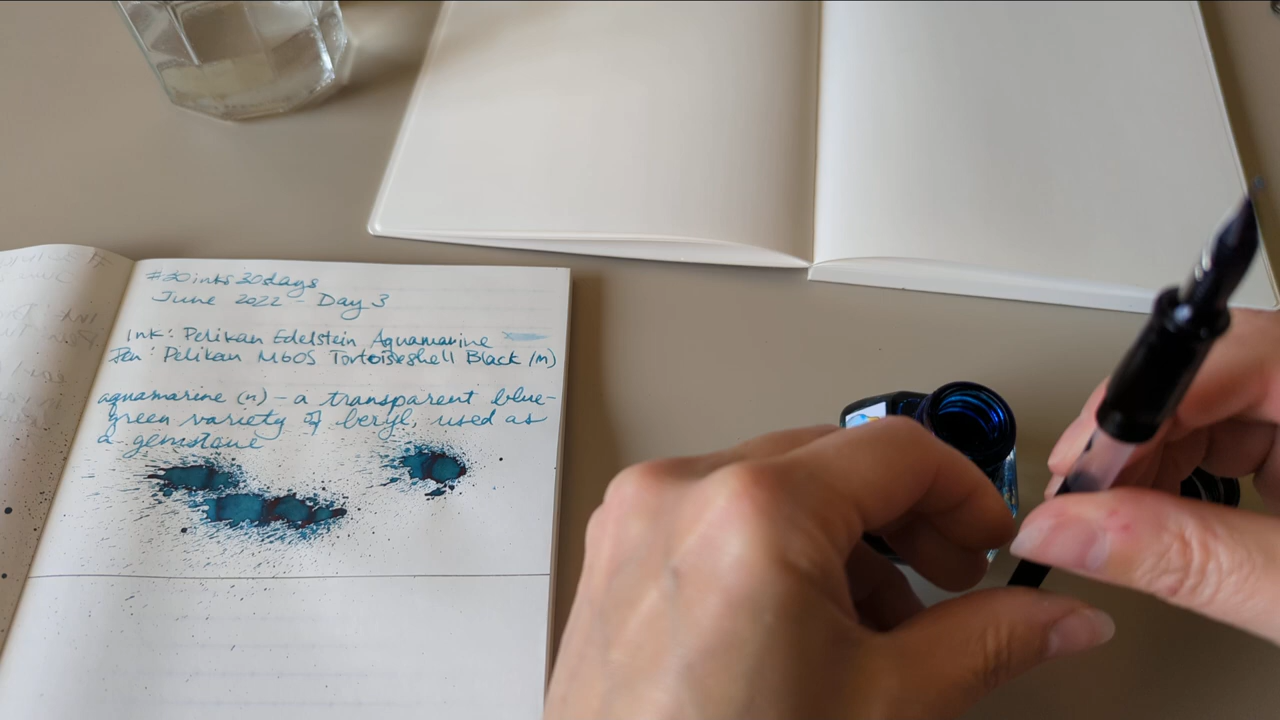 #30inks30days
June 2022 - Day 3
Ink: Pelikan Edelstein Aquamarine
Pen: Pelikan M605 Tortoiseshell Black (M)
aquamarine (n) - a transparent blue-
green variety of beryl, used as
a gemstone